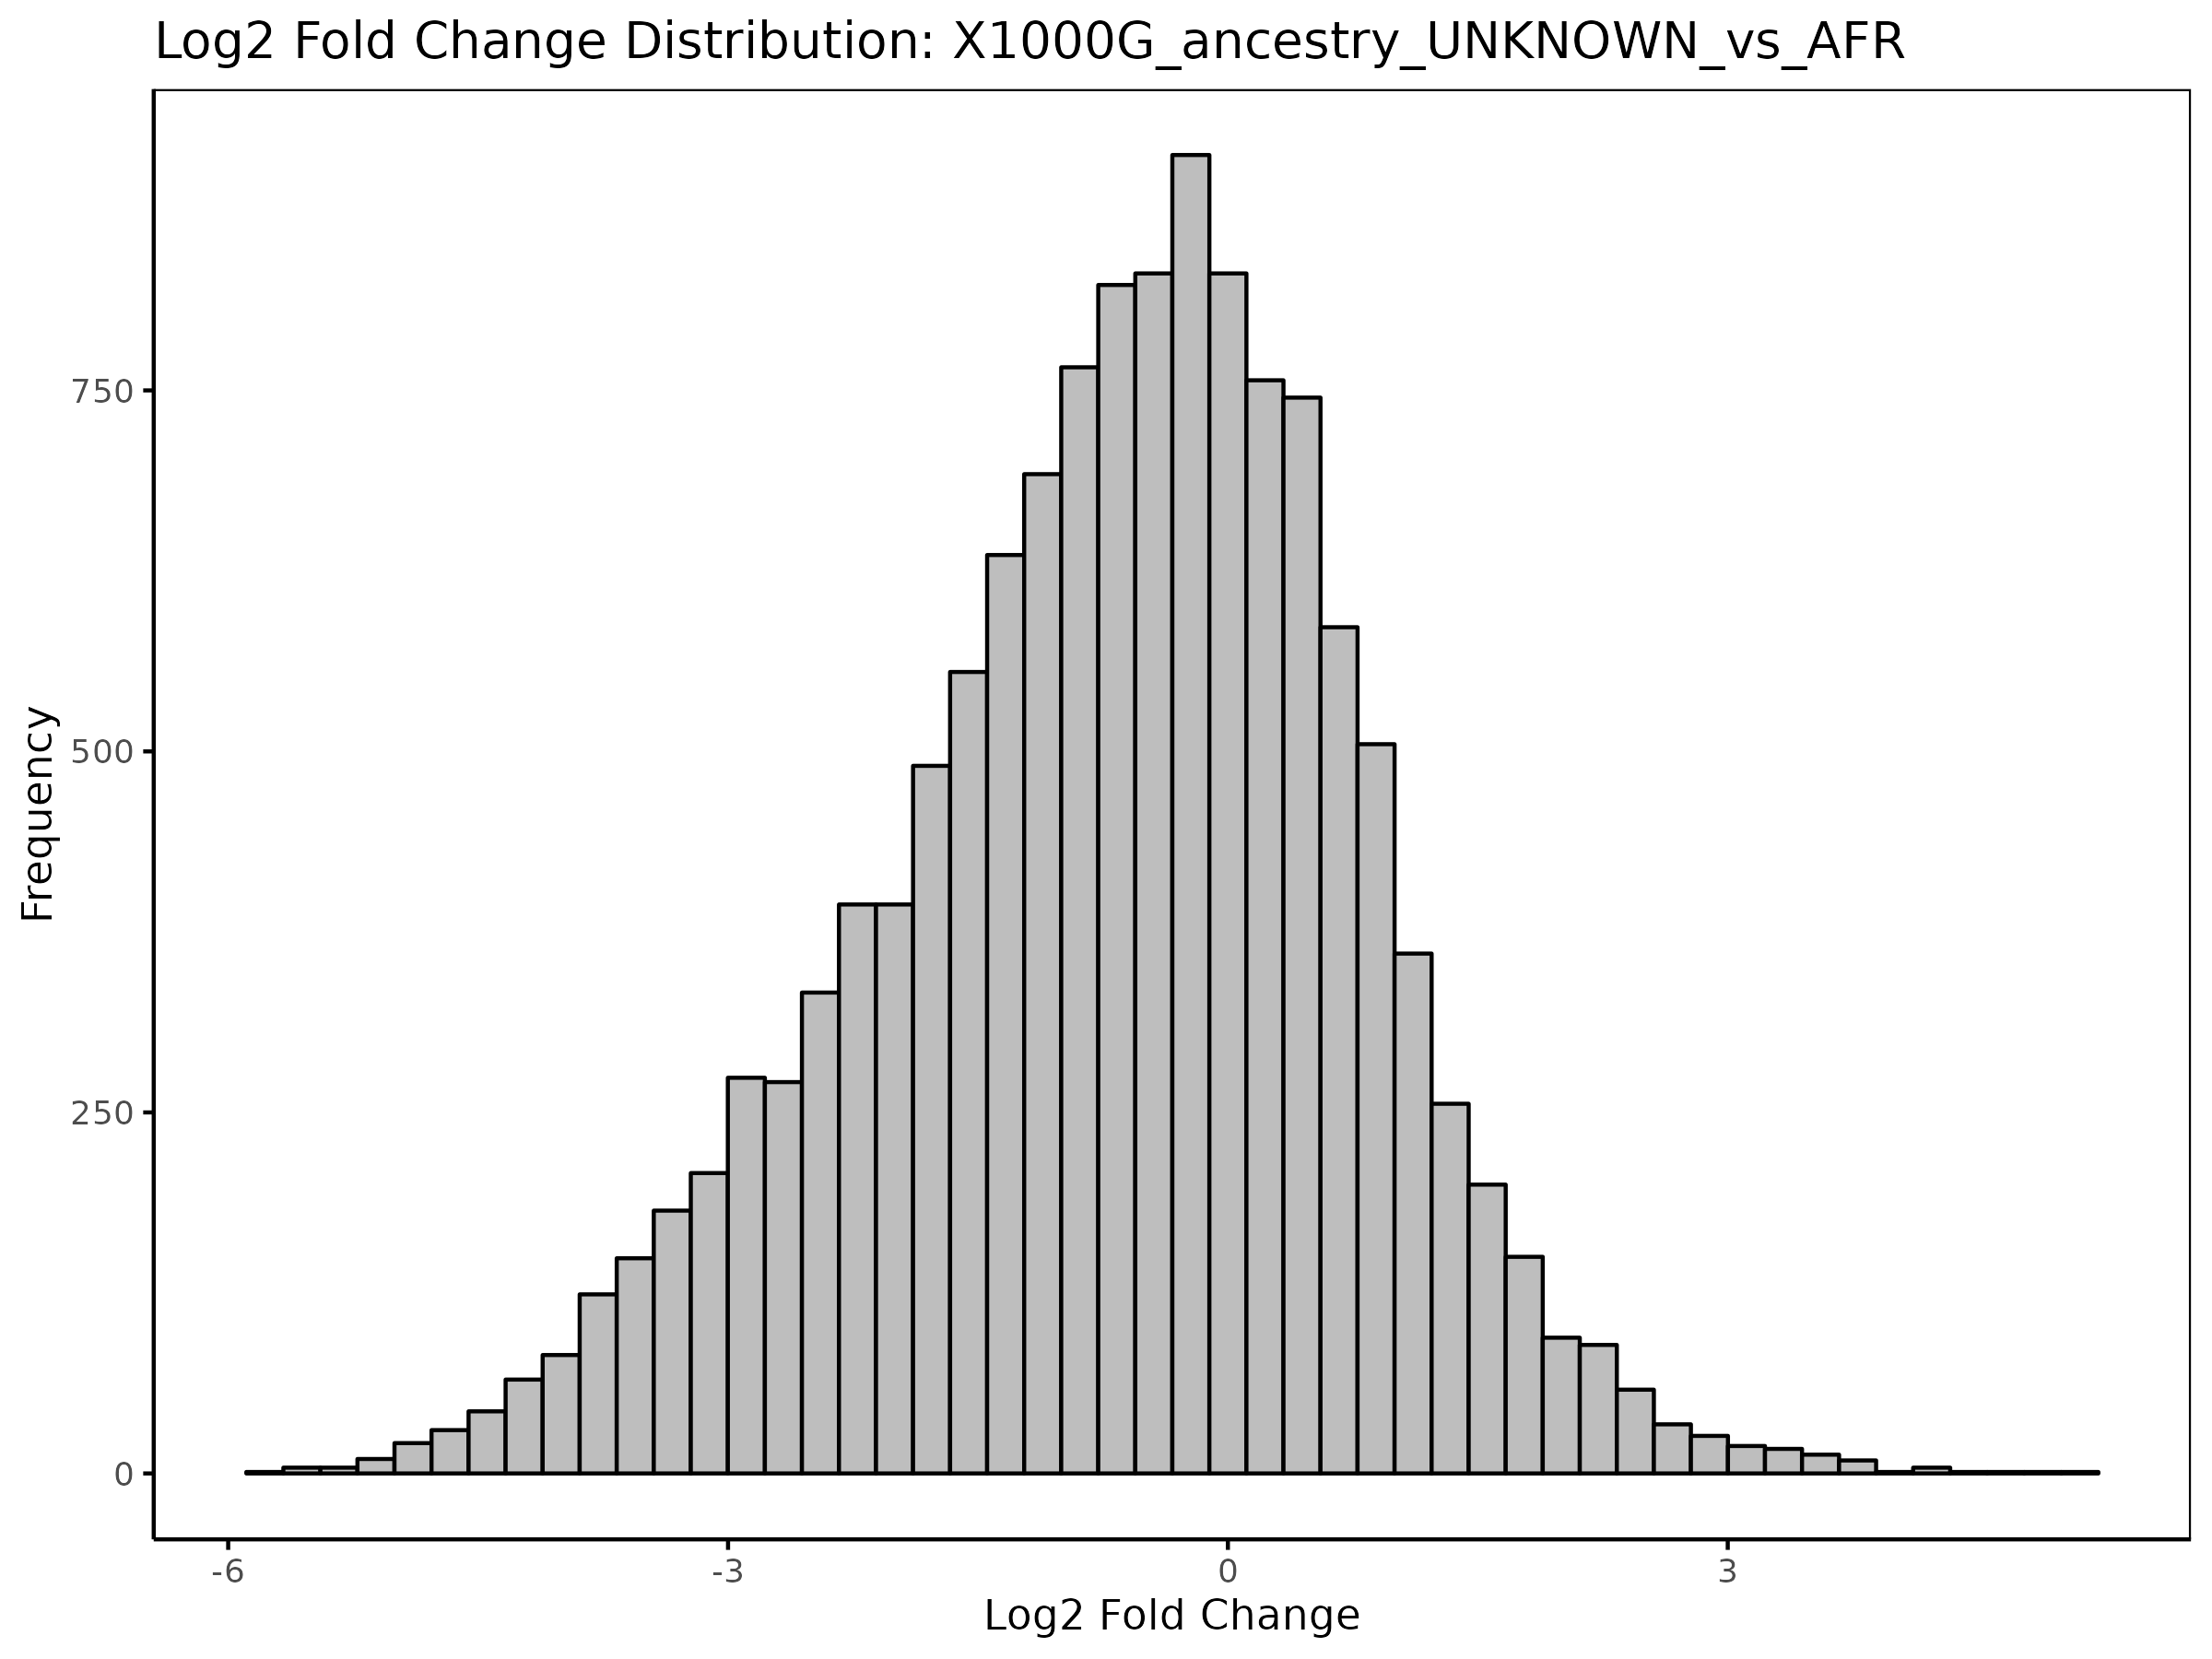 Log2 Fold Change Distribution: X1000G_ancestry_UNKNOWN_vs_AFR
Frequency
750
500
250
0
-6 -3 0 3
Log2 Fold Change